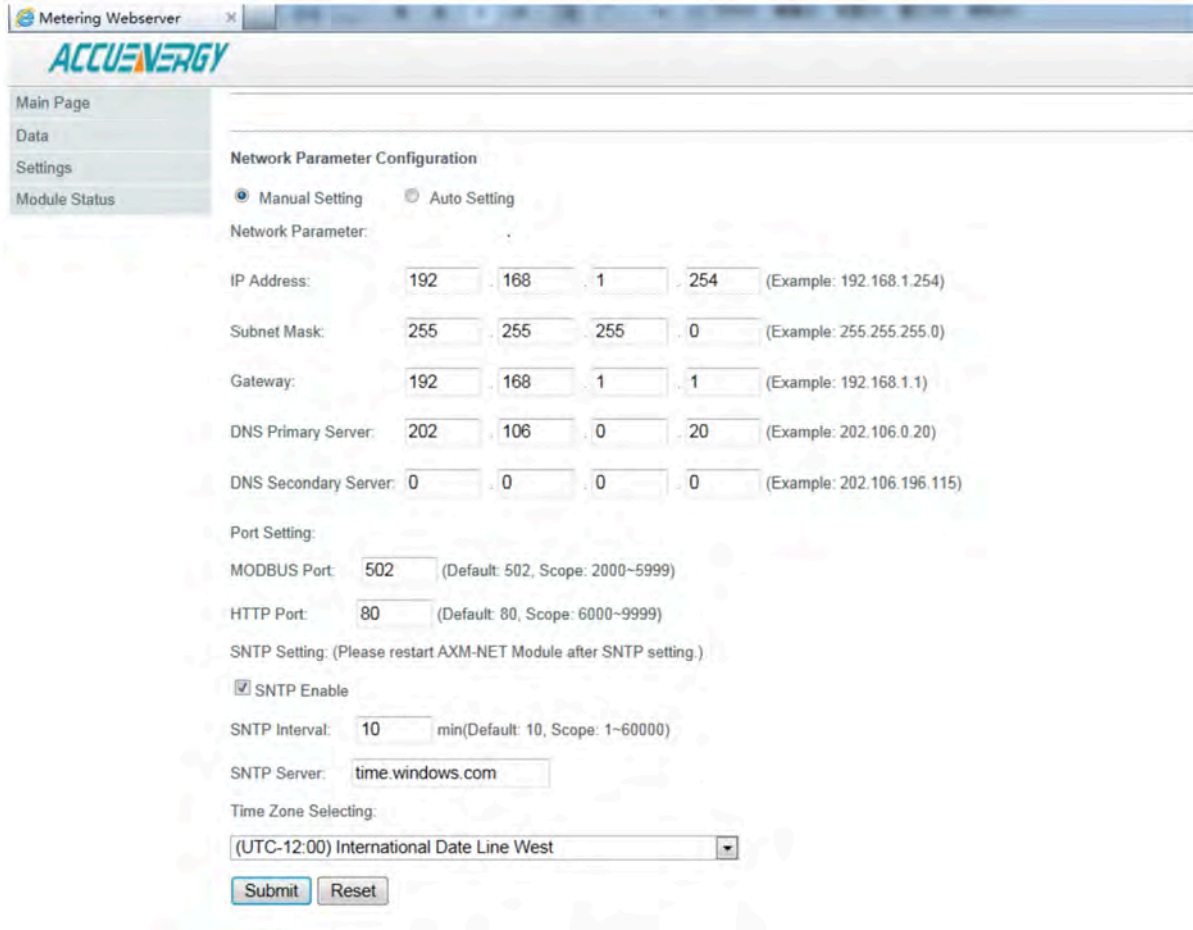 Metering Webserver
ACCUENERGY
Main Page
Data
Settings
Module Status
Network Parameter Configuration
Manual Setting Auto Setting
Network Parameter:
IP Address: 192 . 168 . 1 . 254 (Example: 192.168.1.254)
Subnet Mask: 255 . 255 . 255 . 0 (Example: 255.255.255.0)
Gateway: 192 . 168 . 1 . 1 (Example: 192.168.1.1)
DNS Primary Server: 202 . 106 . 0 . 20 (Example: 202.106.0.20)
DNS Secondary Server: 0 . 0 . 0 . 0 (Example: 202.106.196.115)
Port Setting:
MODBUS Port: 502 (Default: 502, Scope: 2000~5999)
HTTP Port: 80 (Default: 80, Scope: 6000~9999)
SNTP Setting: (Please restart AXM-NET Module after SNTP setting.)
SNTP Enable
SNTP Interval: 10 min(Default: 10, Scope: 1~60000)
SNTP Server: time.windows.com
Time Zone Selecting:
(UTC-12:00) International Date Line West
Submit Reset